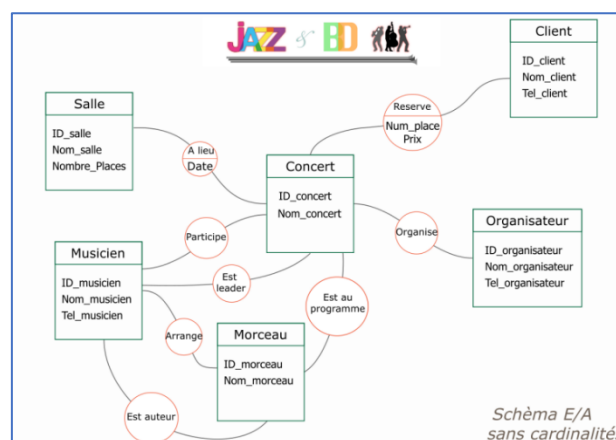 JAZZ & BD
Client
ID_client
Nom_client
Tel_client
Reserve
Num_place
Prix
Salle
ID_salle
Nom_salle
Nombre_Places
A lieu
Date
Concert
ID_concert
Nom_concert
Participe
Organise
Organisateur
ID_organisateur
Nom_organisateur
Tel_organisateur
Musicien
ID_musicien
Nom_musicien
Tel_musicien
Est
leader
Est au
programme
Arrange
Morceau
ID_morceau
Nom_morceau
Est auteur
Schéma E/A
sans cardinalité